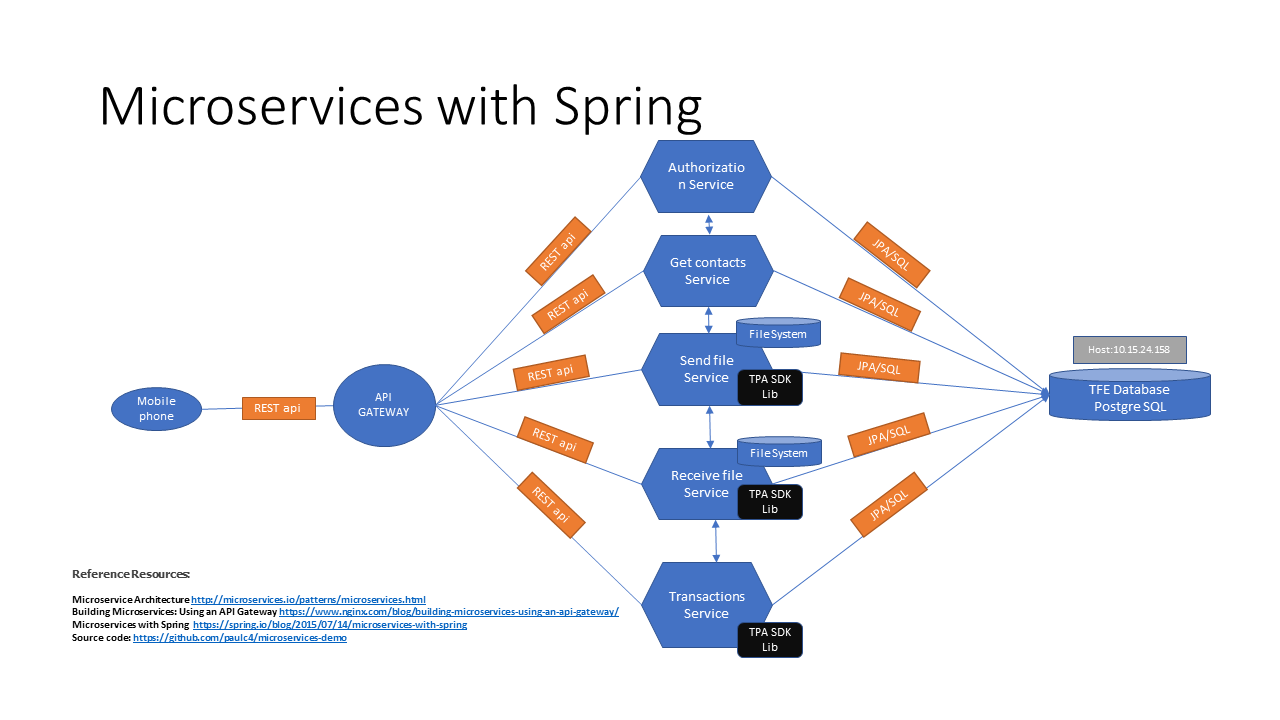 Microservices with Spring
Authorizatio
n Service
REST api
JPA/SQL
Get contacts
Service
REST api
JPA/SQL
File System
Send file
Service
TPA SDK
Lib
REST api
JPA/SQL
Host:10.15.24.158
TFE Database
Postgre SQL
Mobile
phone
REST api
API
GATEWAY
REST api
JPA/SQL
File System
Receive file
Service
TPA SDK
Lib
REST api
JPA/SQL
Transactions
Service
TPA SDK
Lib
Reference Resources:
Microservice Architecture http://microservices.io/patterns/microservices.html
Building Microservices: Using an API Gateway https://www.nginx.com/blog/building-microservices-using-an-api-gateway/
Microservices with Spring https://spring.io/blog/2015/07/14/microservices-with-spring
Source code: https://github.com/paulc4/microservices-demo